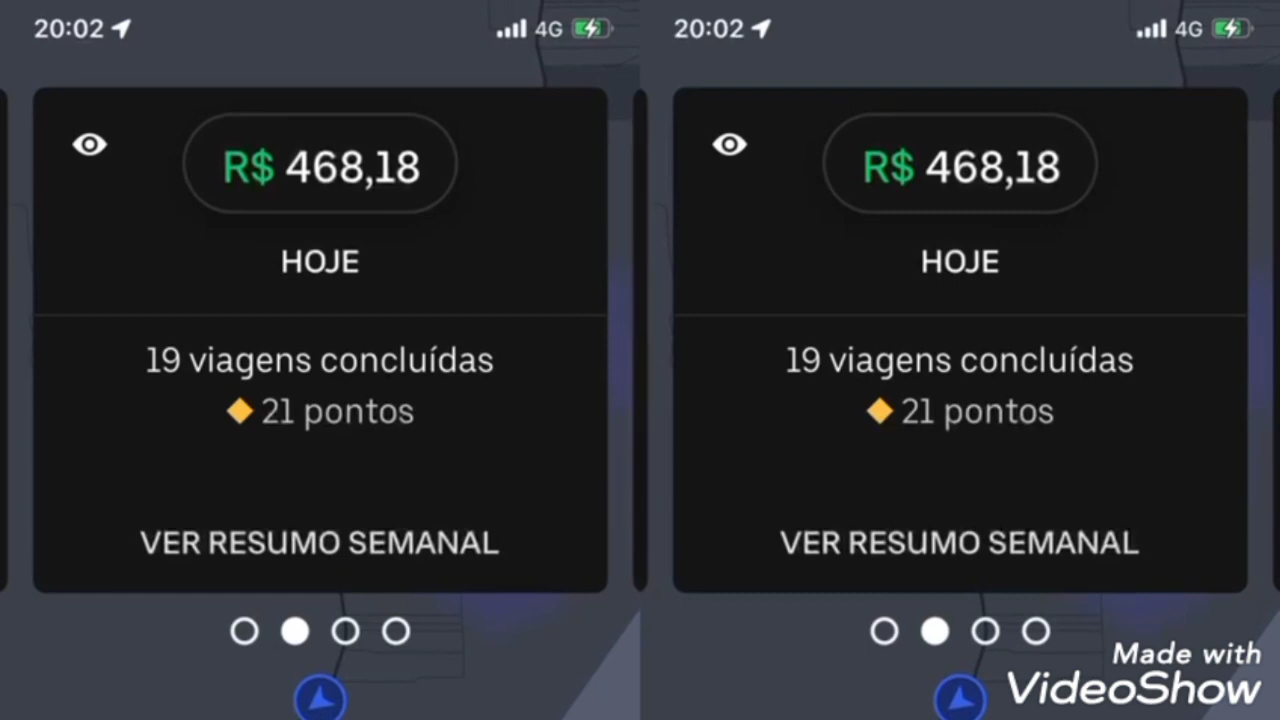 20:02
4G
R$ 468,18
HOJE
19 viagens concluídas
21 pontos
VER RESUMO SEMANAL
20:02
4G
R$ 468,18
HOJE
19 viagens concluídas
21 pontos
VER RESUMO SEMANAL
Made with
VideoShow